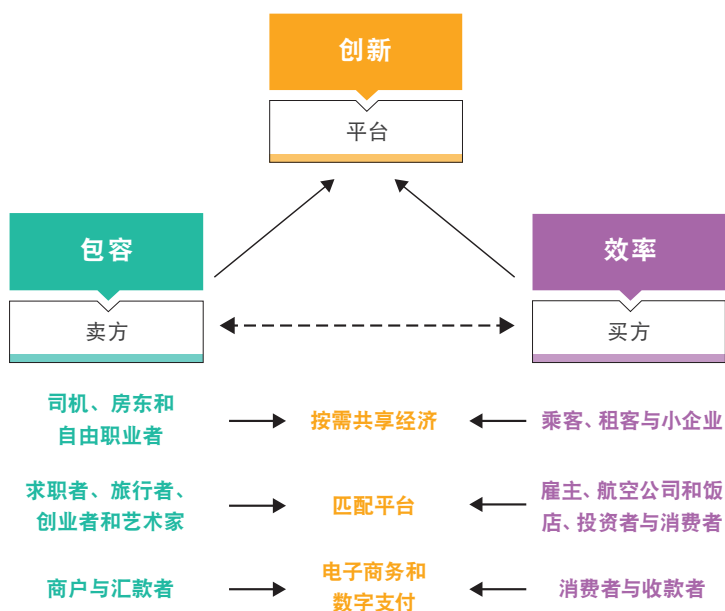 创新
平台
包容
效率
卖方
买方
司机、房东和
自由职业者
按需共享经济
乘客、租客与小企业
求职者、旅行者、
创业者和艺术家
匹配平台
雇主、航空公司和饭
店、投资者与消费者
商户与汇款者
电子商务和
数字支付
消费者与收款者